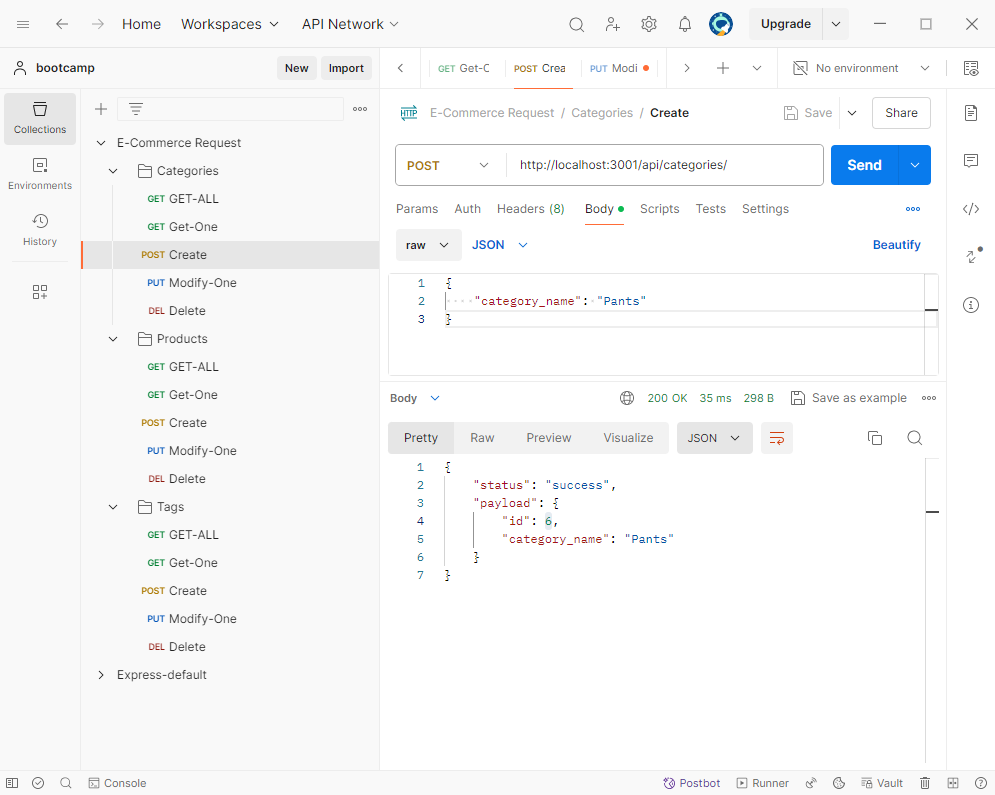 Home Workspaces API Network Upgrade
bootcamp New Import GET Get-C POST Crea PUT Modi No environment
Collections
Environments
History
E-Commerce Request
Categories
GET GET-ALL
GET Get-One
POST Create
PUT Modify-One
DEL Delete
Products
GET GET-ALL
GET Get-One
POST Create
PUT Modify-One
DEL Delete
Tags
GET GET-ALL
GET Get-One
POST Create
PUT Modify-One
DEL Delete
Express-default
HTTP E-Commerce Request / Categories / Create Save Share
POST http://localhost:3001/api/categories/ Send
Params Auth Headers (8) Body Scripts Tests Settings
raw JSON Beautify
1 {
2 "category_name": "Pants"
3 }
Body 200 OK 35 ms 298 B Save as example
Pretty Raw Preview Visualize JSON
1 {
2 "status": "success",
3 "payload": {
4 "id": 6,
5 "category_name": "Pants"
6 }
7 }
Console Postbot Runner Vault